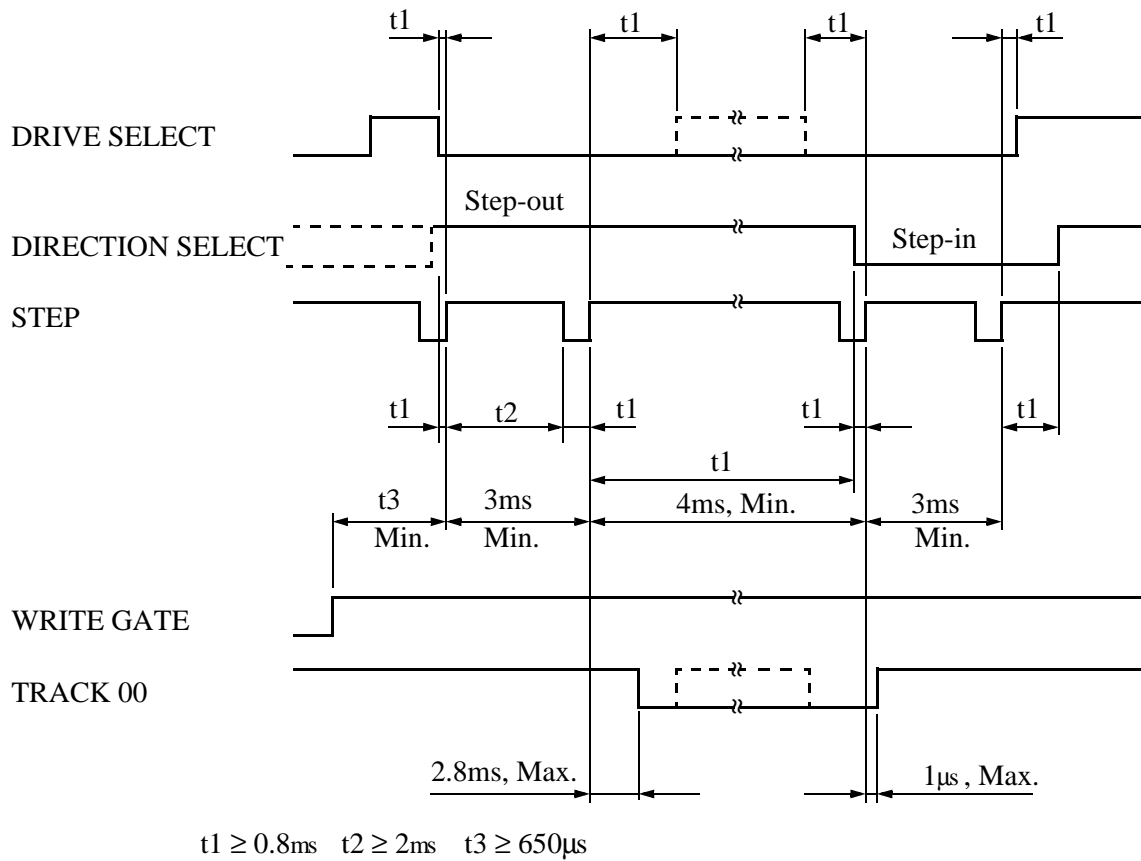 t1 t1 t1 t1
DRIVE SELECT
Step-out
DIRECTION SELECT
Step-in
STEP
t1 t2 t1 t1 t1
t1
t3 3ms 4ms, Min. 3ms
Min. Min. Min.
WRITE GATE
TRACK 00
2.8ms, Max. 1μs , Max.
t1 ≥ 0.8ms t2 ≥ 2ms t3 ≥ 650μs